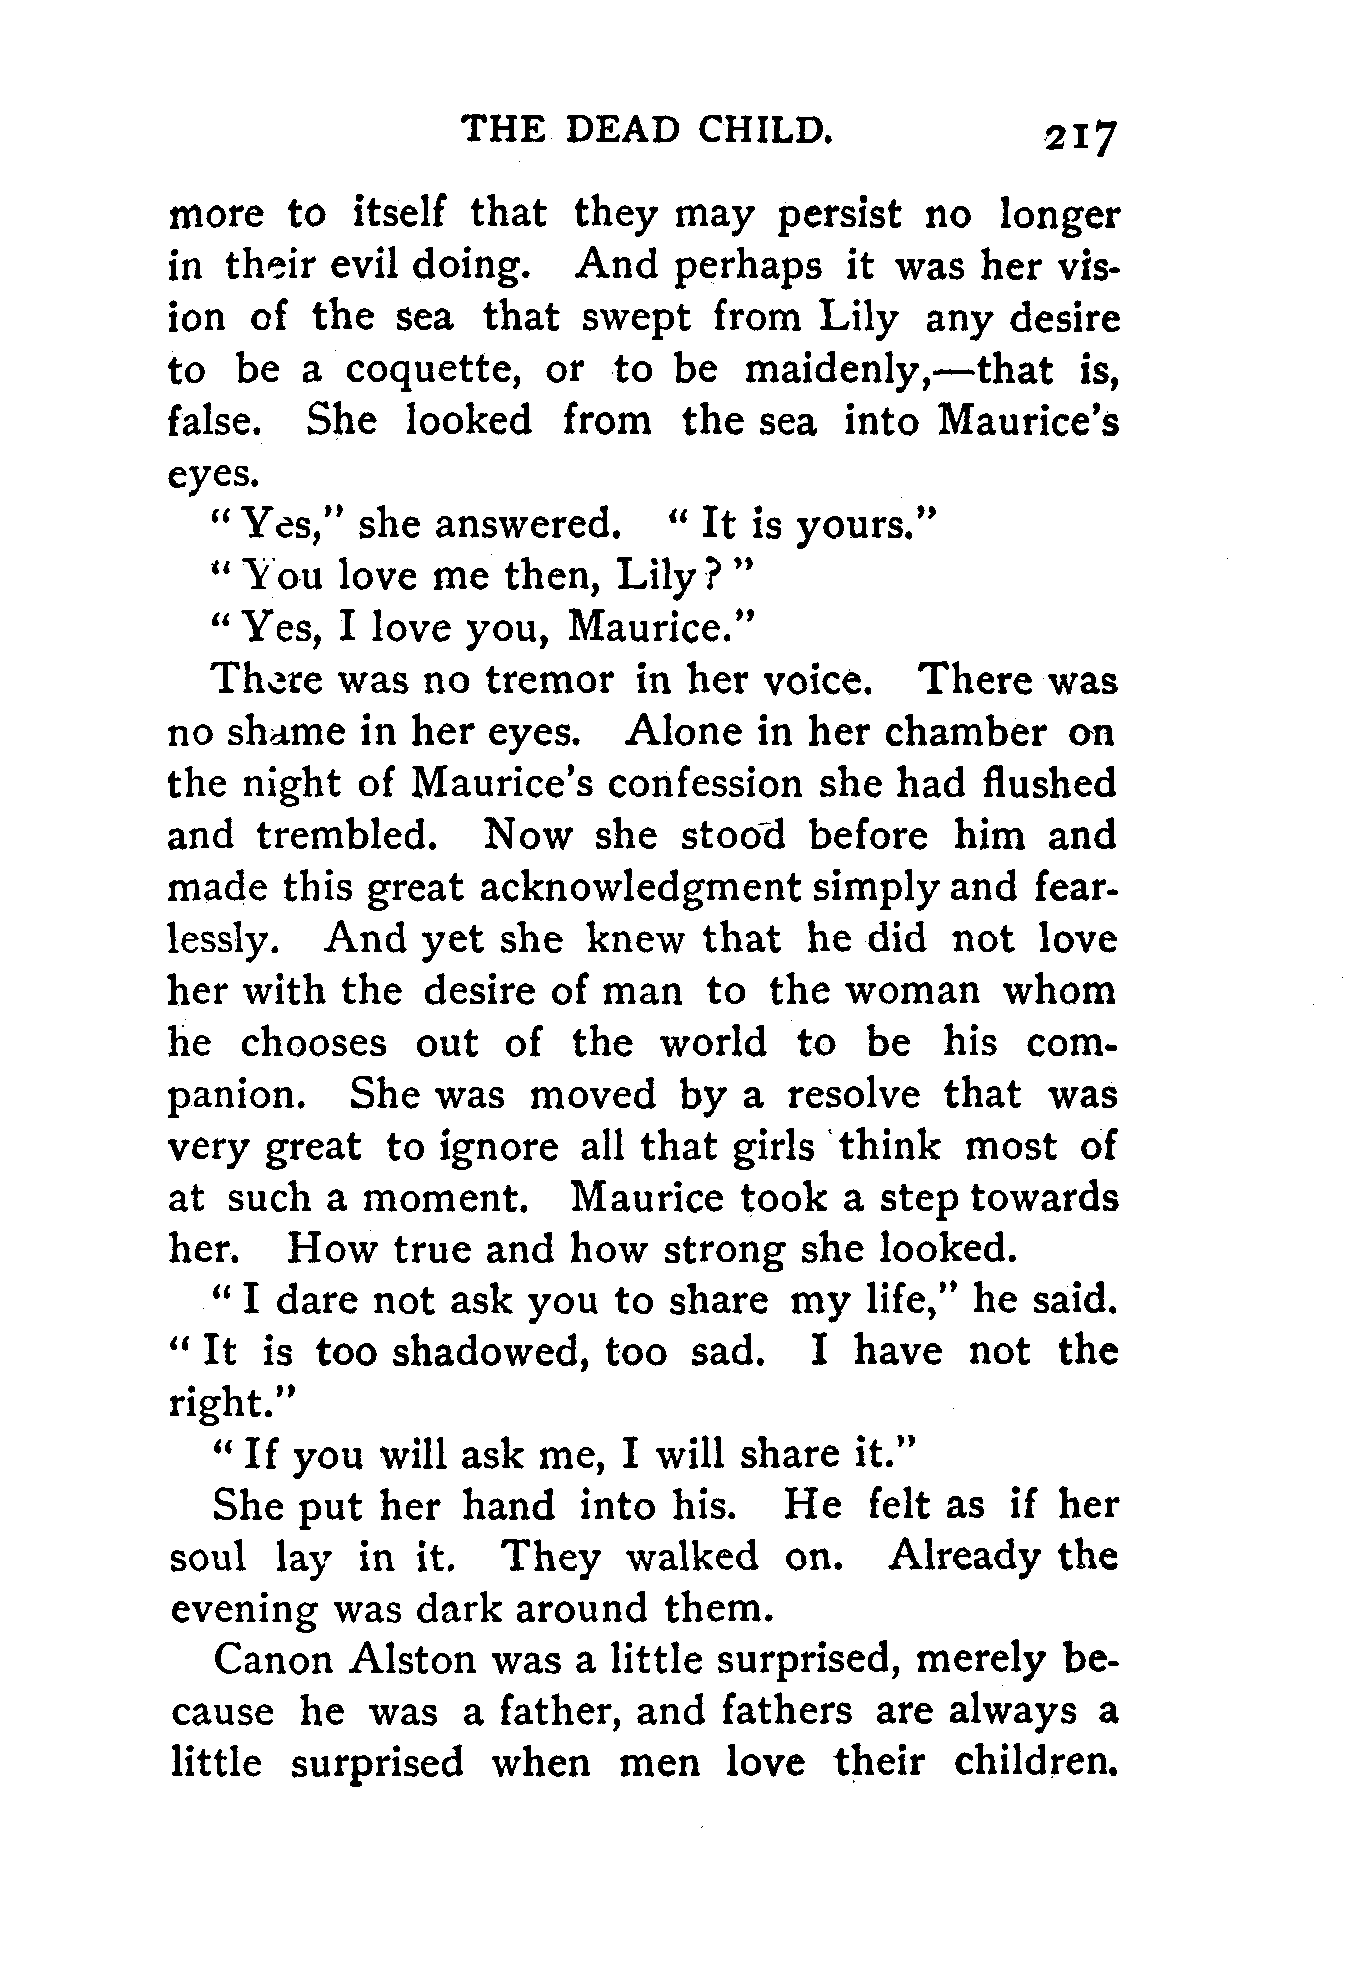 THE DEAD CHILD. 217
more to itself that they may persist no longer
in their evil doing. And perhaps it was her vis-
ion of the sea that swept from Lily any desire
to be a coquette, or to be maidenly,—that is,
false. She looked from the sea into Maurice's
eyes.
"Yes," she answered. "It is yours."
"You love me then, Lily?"
"Yes, I love you, Maurice."
There was no tremor in her voice. There was
no shame in her eyes. Alone in her chamber on
the night of Maurice's confession she had flushed
and trembled. Now she stood before him and
made this great acknowledgment simply and fear-
lessly. And yet she knew that he did not love
her with the desire of man to the woman whom
he chooses out of the world to be his com-
panion. She was moved by a resolve that was
very great to ignore all that girls think most of
at such a moment. Maurice took a step towards
her. How true and how strong she looked.
"I dare not ask you to share my life," he said.
"It is too shadowed, too sad. I have not the
right."
"If you will ask me, I will share it."
She put her hand into his. He felt as if her
soul lay in it. They walked on. Already the
evening was dark around them.
Canon Alston was a little surprised, merely be-
cause he was a father, and fathers are always a
little surprised when men love their children.